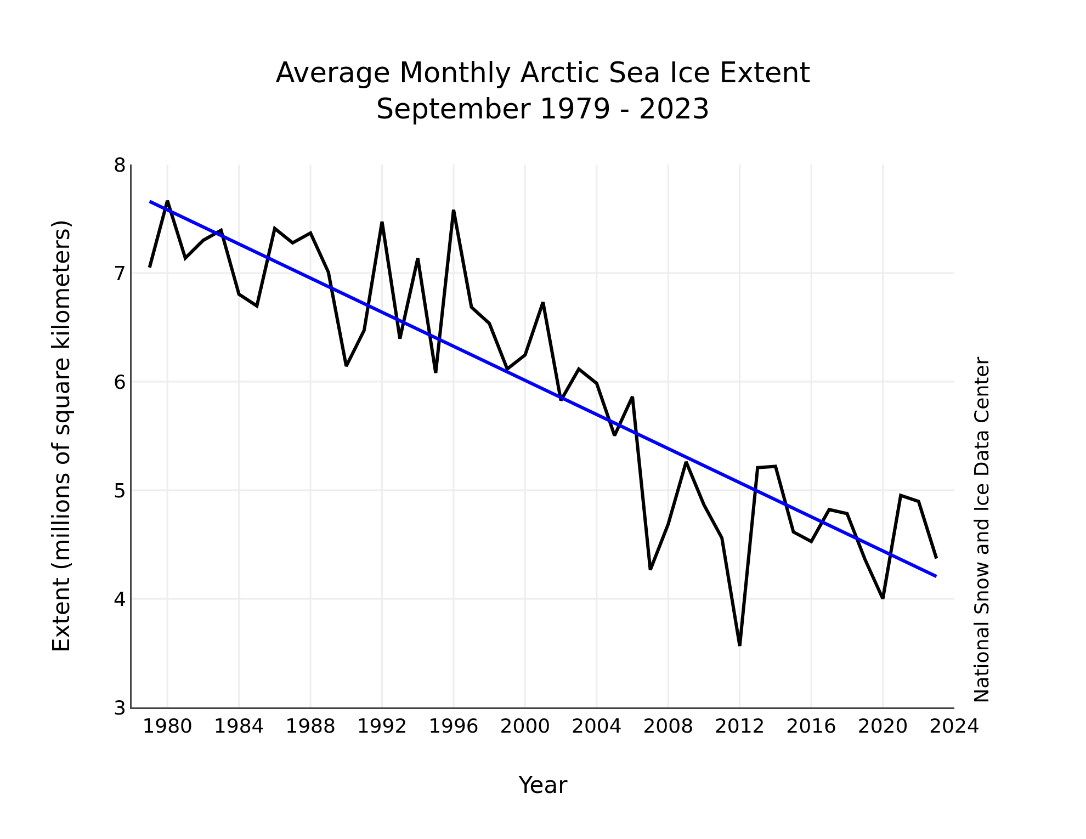 Average Monthly Arctic Sea Ice Extent
September 1979 - 2023
Extent (millions of square kilometers)
8
7
6
5
4
3
1980 1984 1988 1992 1996 2000 2004 2008 2012 2016 2020 2024
Year
National Snow and Ice Data Center